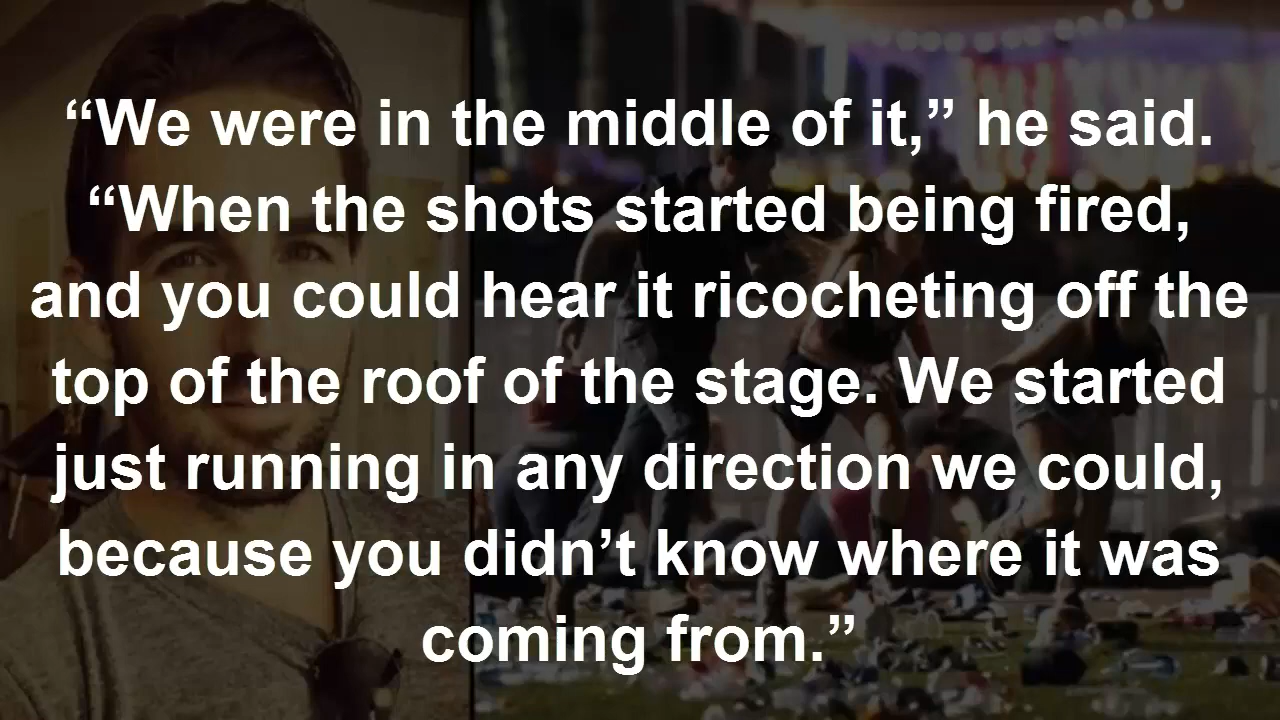 “We were in the middle of it,” he said.
“When the shots started being fired,
and you could hear it ricocheting off the
top of the roof of the stage. We started
just running in any direction we could,
because you didn’t know where it was
coming from.”